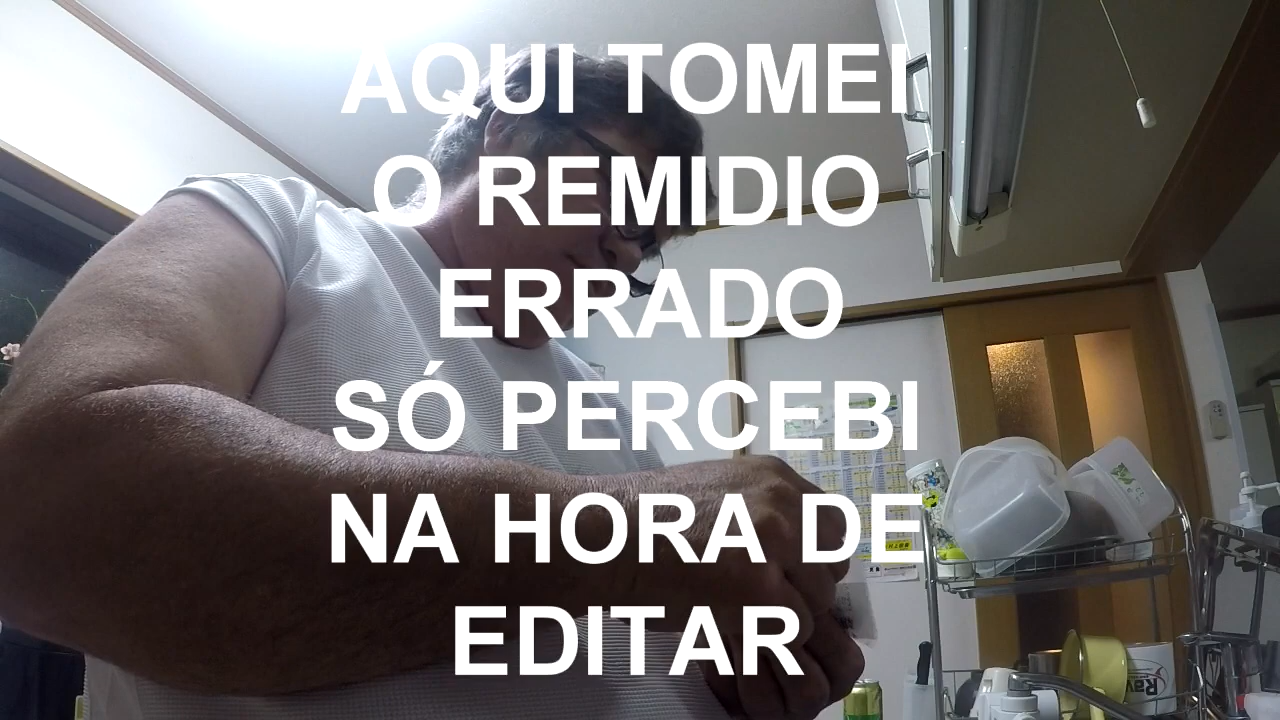 AQUI TOMEI
O REMIDIO
ERRADO
SÓ PERCEBI
NA HORA DE
EDITAR